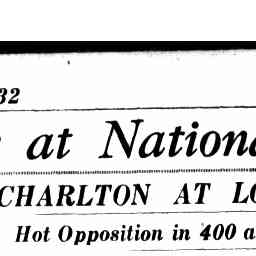 32
at Nationa
CHARLTON AT LO
Hot Opposition in 400 a